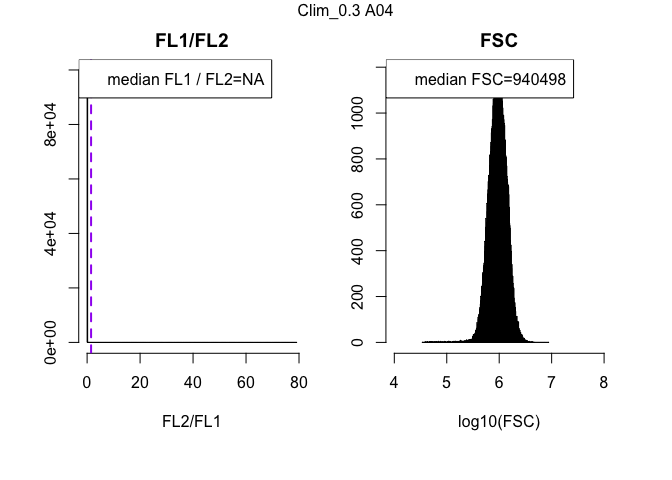 Clim_0.3 A04
FL1/FL2
median FL1 / FL2=NA
0e+00
4e+04
8e+04
0
20
40
60
80
FL2/FL1
FSC
median FSC=940498
0
200
400
600
800
1000
4
5
6
7
8
log10(FSC)